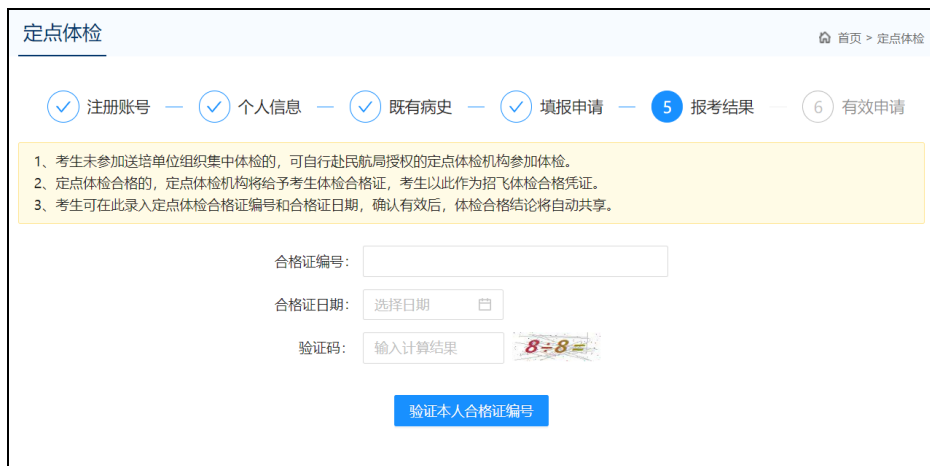 定点体检
首页 > 定点体检
注册账号 个人信息 既有病史 填报申请 5 报考结果 6 有效申请
1、考生未参加送培单位组织集中体检的，可自行赴民航局授权的定点体检机构参加体检。
2、定点体检合格的，定点体检机构将给予考生体检合格证，考生以此作为招飞体检合格凭证。
3、考生可在此录入定点体检合格证编号和合格证日期，确认有效后，体检合格结论将自动共享。
合格证编号：
合格证日期： 选择日期
验证码： 输入计算结果 8÷8=
验证本人合格证编号